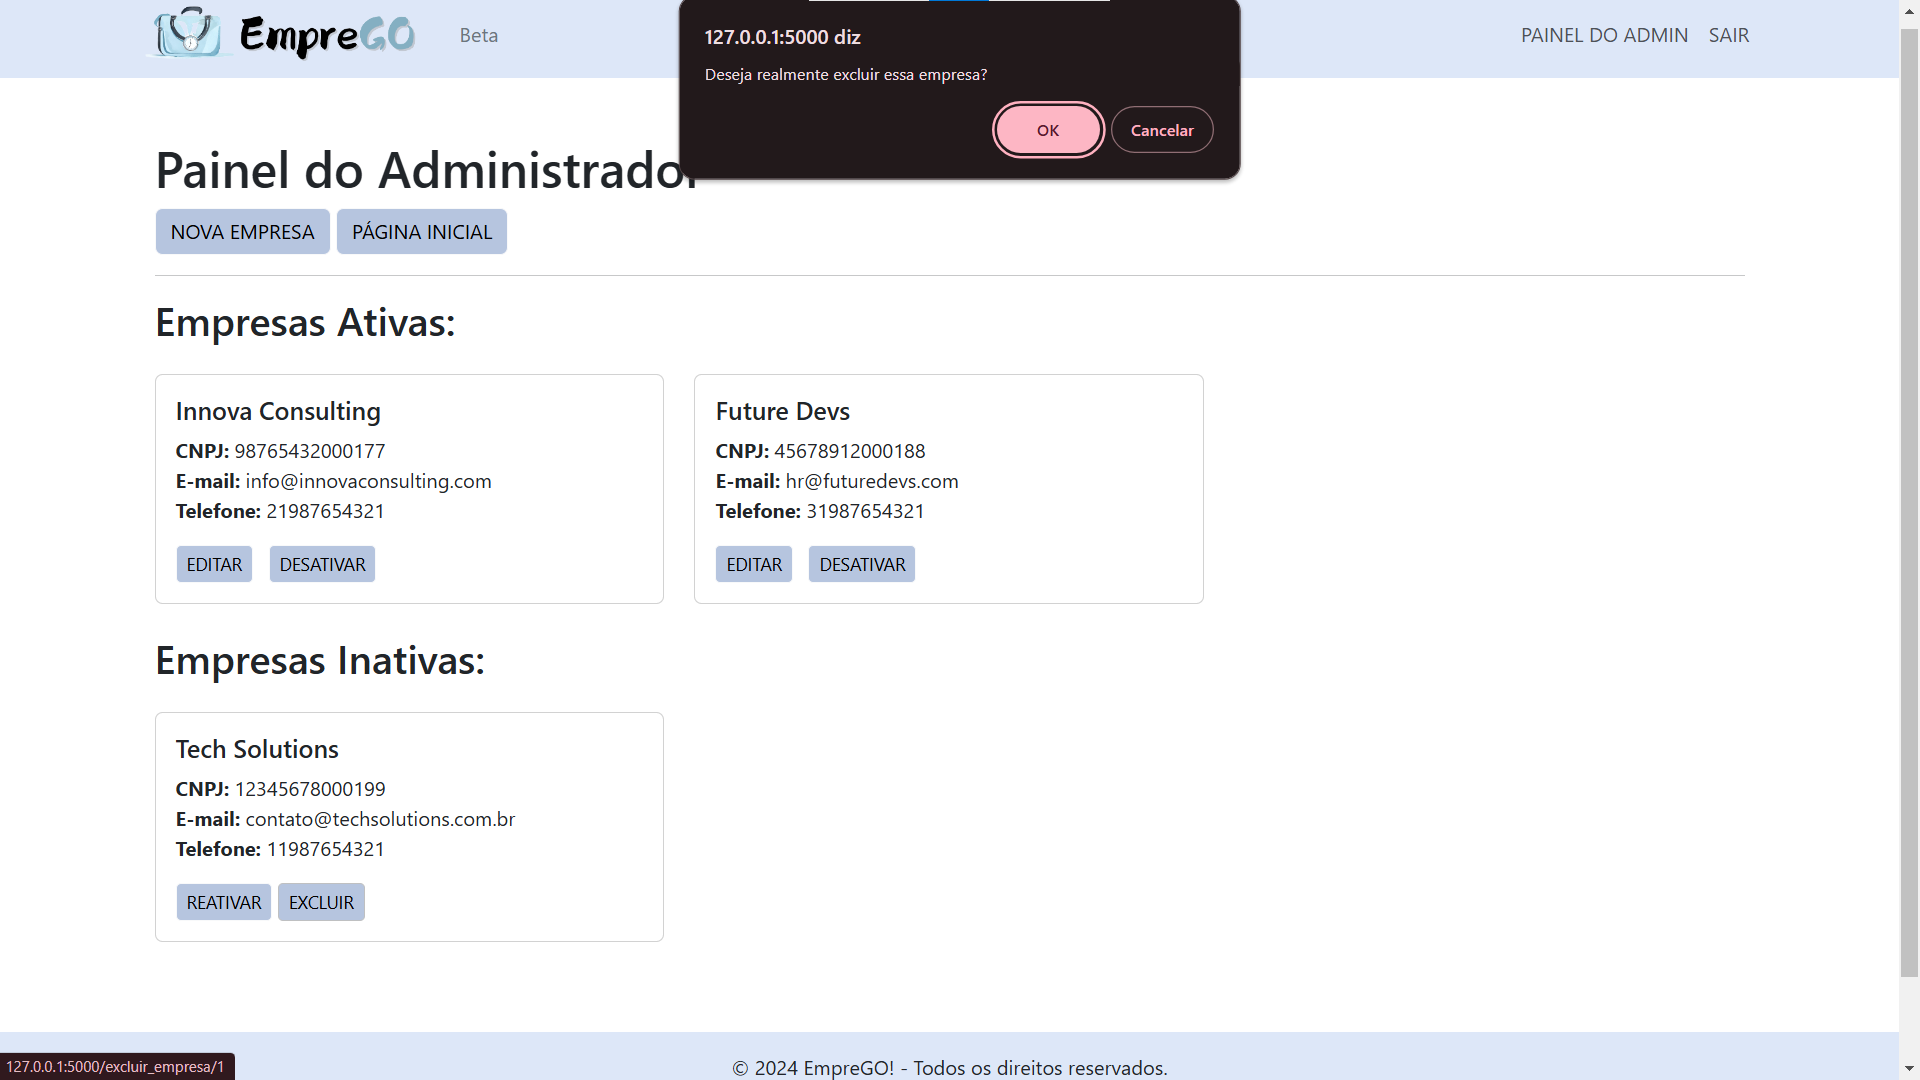 EmpreGO
Beta
PAINEL DO ADMIN
SAIR
127.0.0.1:5000 diz
Deseja realmente excluir essa empresa?
OK
Cancelar
Painel do Administrador
NOVA EMPRESA
PÁGINA INICIAL
Empresas Ativas:
Innova Consulting
CNPJ: 98765432000177
E-mail: info@innovaconsulting.com
Telefone: 21987654321
EDITAR
DESATIVAR
Future Devs
CNPJ: 45678912000188
E-mail: hr@futuredevs.com
Telefone: 31987654321
EDITAR
DESATIVAR
Empresas Inativas:
Tech Solutions
CNPJ: 12345678000199
E-mail: contato@techsolutions.com.br
Telefone: 11987654321
REATIVAR
EXCLUIR
© 2024 EmpreGO! - Todos os direitos reservados.
127.0.0.1:5000/excluir_empresa/1